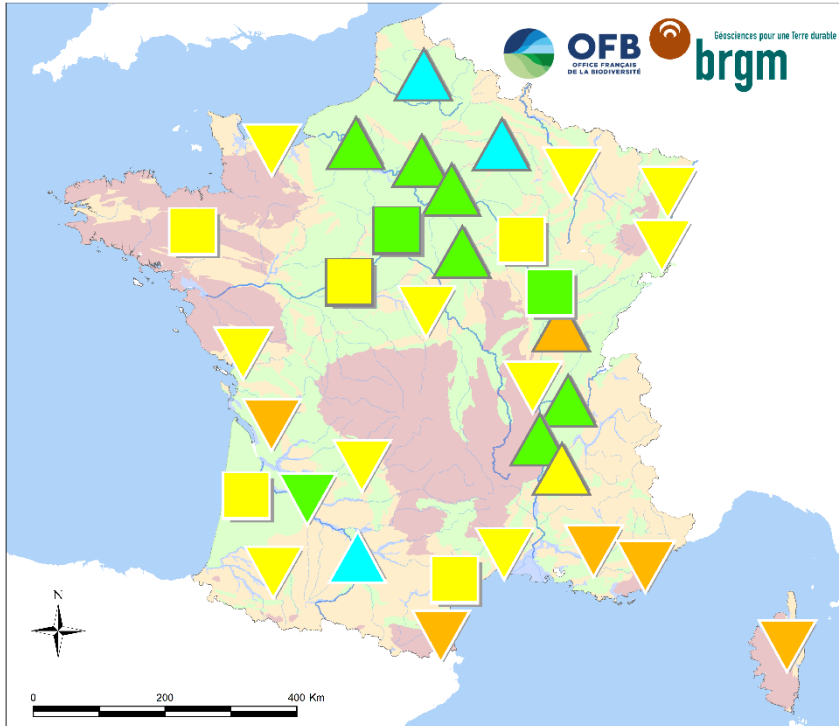 OFB
OFFICE FRANÇAIS
DE LA BIODIVERSITÉ
Géosciences pour une Terre durable
brgm
N
0 200 400 Km